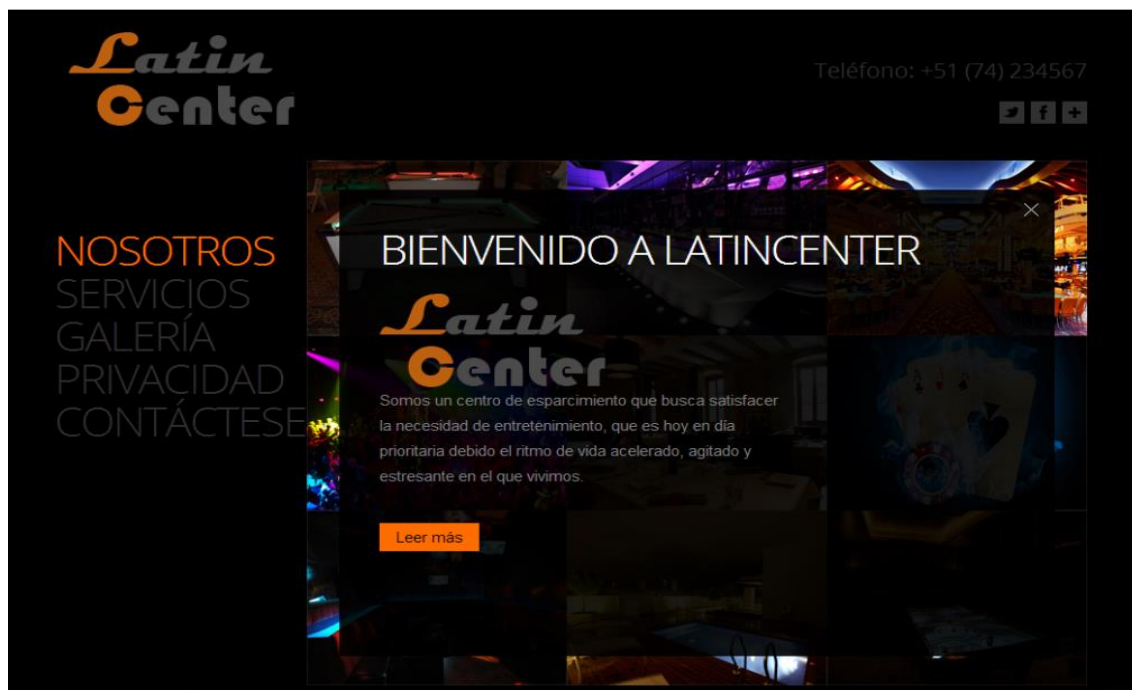 Latin
Center
Teléfono: +51 (74) 234567
NOSOTROS
SERVICIOS
GALERÍA
PRIVACIDAD
CONTÁCTESE
BIENVENIDO A LATINCENTER
Latin
Center
Somos un centro de esparcimiento que busca satisfacer
la necesidad de entretenimiento, que es hoy en día
prioritaria debido el ritmo de vida acelerado, agitado y
estresante en el que vivimos.
Leer más